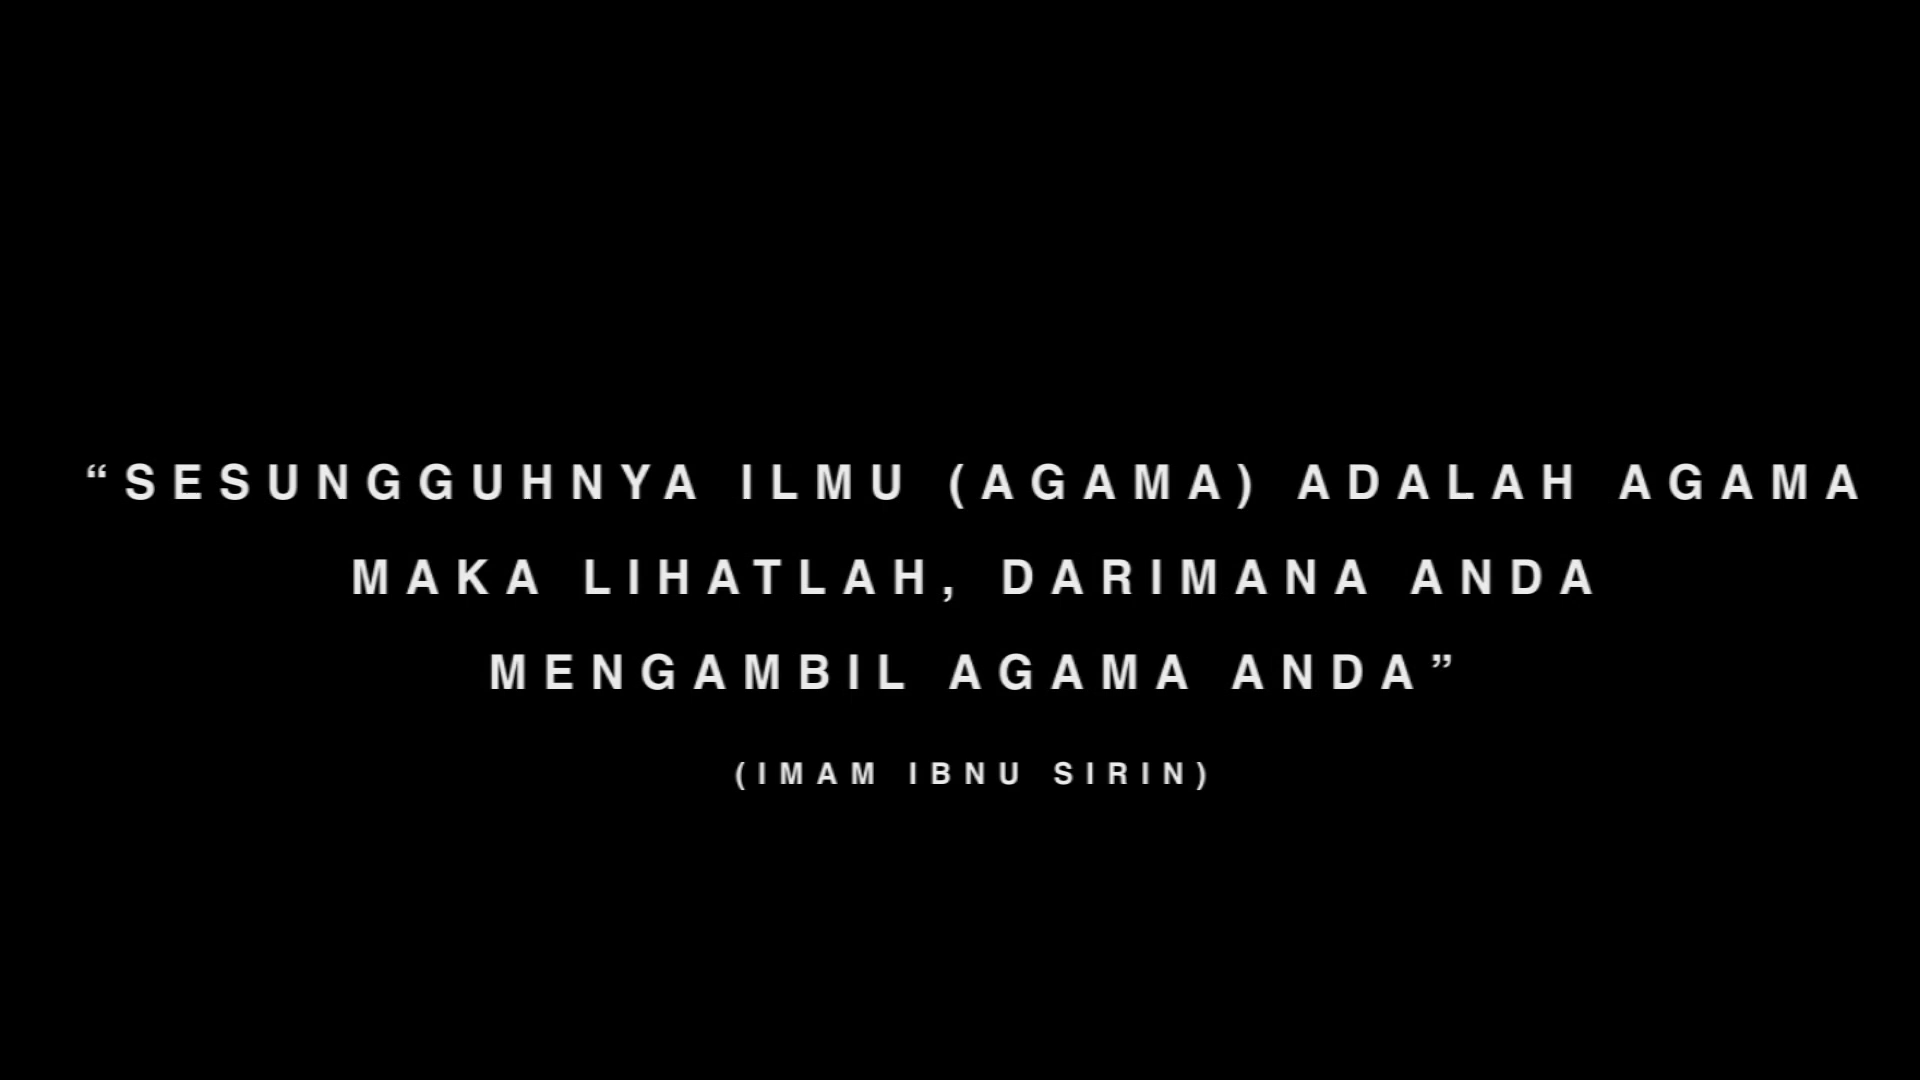 “SESUNGGUHNYA ILMU (AGAMA) ADALAH AGAMA
MAKA LIHATLAH, DARIMANA ANDA
MENGAMBIL AGAMA ANDA”
(IMAM IBNU SIRIN)